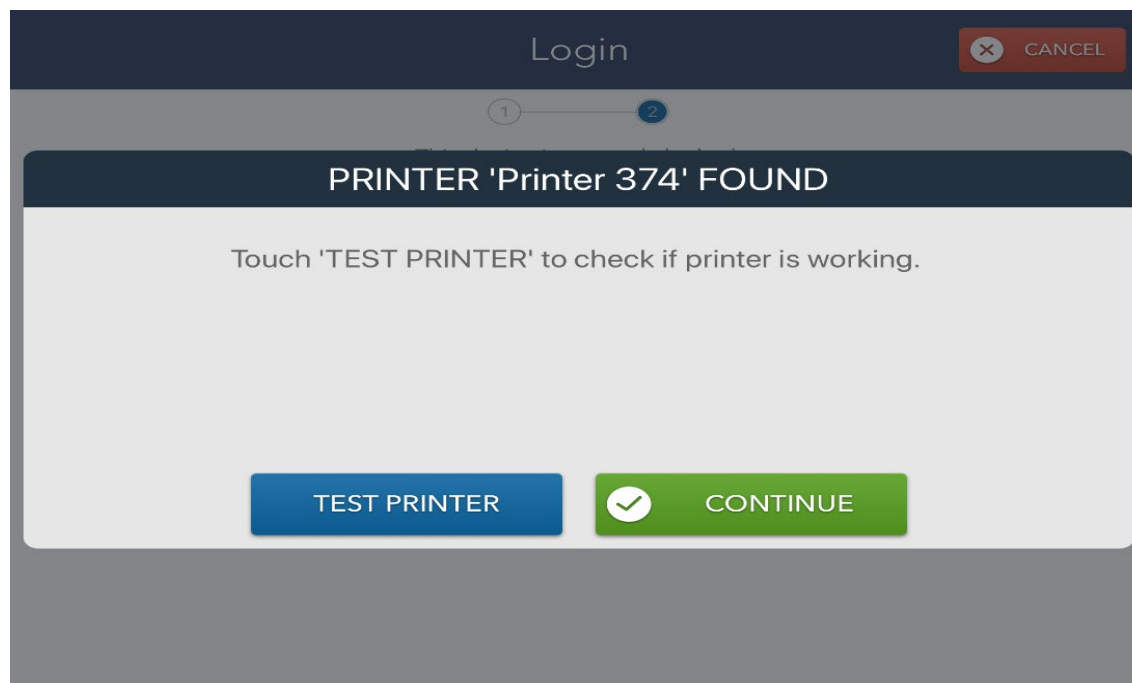 Login
CANCEL
1
2
PRINTER 'Printer 374' FOUND
Touch 'TEST PRINTER' to check if printer is working.
TEST PRINTER
CONTINUE